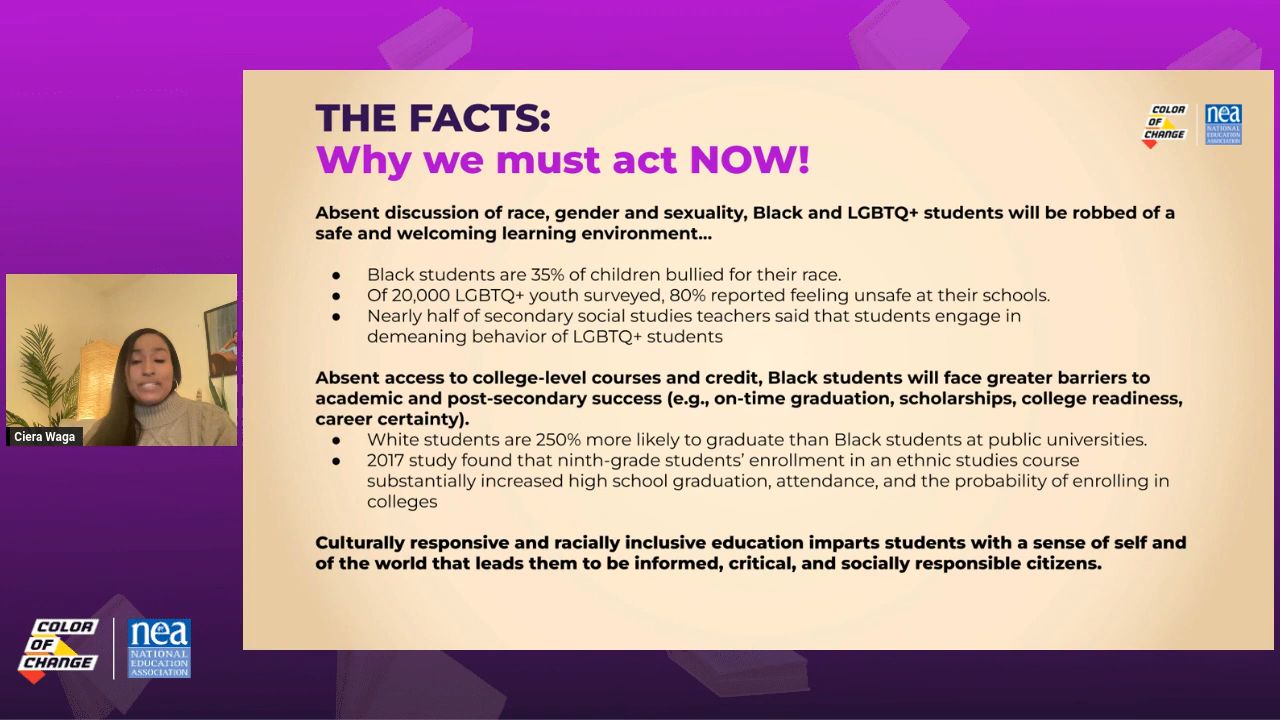 THE FACTS:
Why we must act NOW!
COLOR
OF
CHANGE
nea
NATIONAL
EDUCATION
ASSOCIATION
Absent discussion of race, gender and sexuality, Black and LGBTQ+ students will be robbed of a
safe and welcoming learning environment...
● Black students are 35% of children bullied for their race.
● Of 20,000 LGBTQ+ youth surveyed, 80% reported feeling unsafe at their schools.
● Nearly half of secondary social studies teachers said that students engage in
demeaning behavior of LGBTQ+ students
Absent access to college-level courses and credit, Black students will face greater barriers to
academic and post-secondary success (e.g., on-time graduation, scholarships, college readiness,
career certainty).
● White students are 250% more likely to graduate than Black students at public universities.
● 2017 study found that ninth-grade students’ enrollment in an ethnic studies course
substantially increased high school graduation, attendance, and the probability of enrolling in
colleges
Culturally responsive and racially inclusive education imparts students with a sense of self and
of the world that leads them to be informed, critical, and socially responsible citizens.
Ciera Waga
COLOR
OF
CHANGE
nea
NATIONAL
EDUCATION
ASSOCIATION